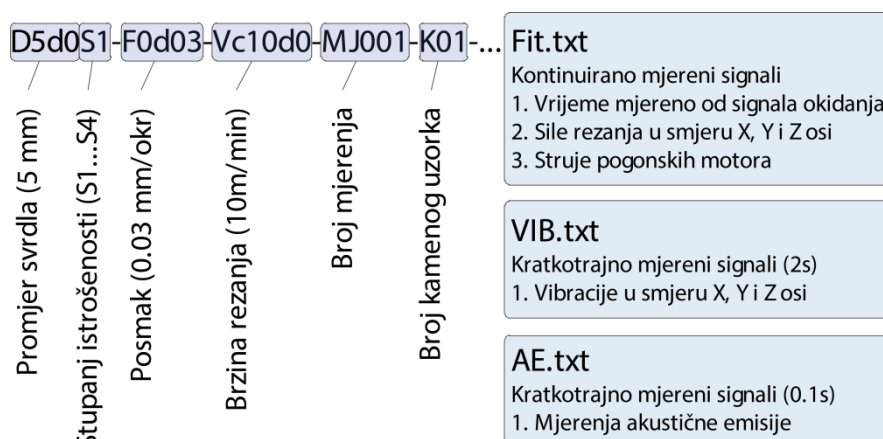 D5d0S1-F0d03-Vc10d0-MJ001-K01-...
Promjer svrdla (5 mm)
Stupanj istrošenosti (S1...S4)
Posmak (0.03 mm/okr)
Brzina rezanja (10m/min)
Broj mjerenja
Broj kamenog uzorka
Fit.txt
Kontinuirano mjereni signali
1. Vrijeme mjereno od signala okidanja
2. Sile rezanja u smjeru X, Y i Z osi
3. Struje pogonskih motora
VIB.txt
Kratkotrajno mjereni signali (2s)
1. Vibracije u smjeru X, Y i Z osi
AE.txt
Kratkotrajno mjereni signali (0.1s)
1. Mjerenja akustične emisije